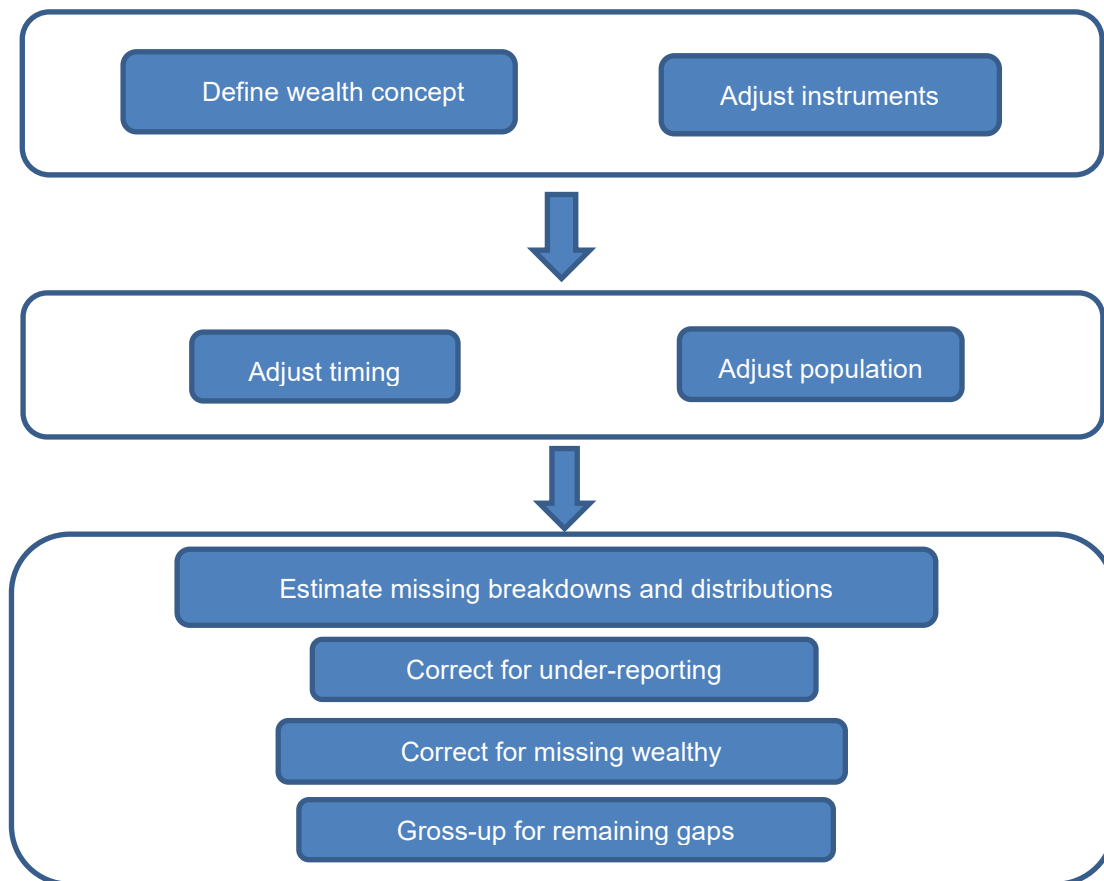 Define wealth concept
Adjust instruments
Adjust timing
Adjust population
Estimate missing breakdowns and distributions
Correct for under-reporting
Correct for missing wealthy
Gross-up for remaining gaps